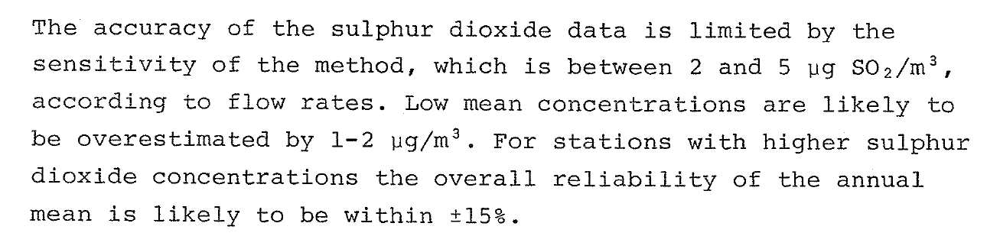 The accuracy of the sulphur dioxide data is limited by the
sensitivity of the method, which is between 2 and 5 µg SO₂/m³,
according to flow rates. Low mean concentrations are likely to
be overestimated by 1-2 µg/m³. For stations with higher sulphur
dioxide concentrations the overall reliability of the annual
mean is likely to be within ±15%.